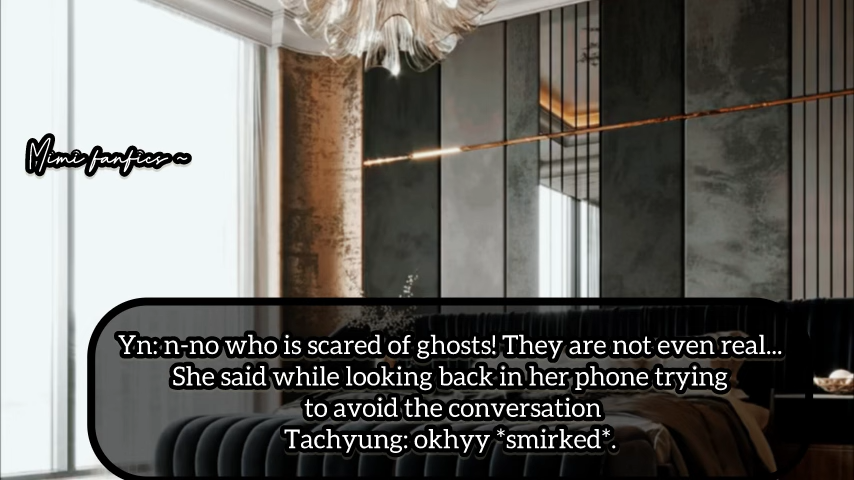 Mimi fanfics ~
Yn: n-no who is scared of ghosts! They are not even real...
She said while looking back in her phone trying
to avoid the conversation
Tachyung: okhyy *smirked*.